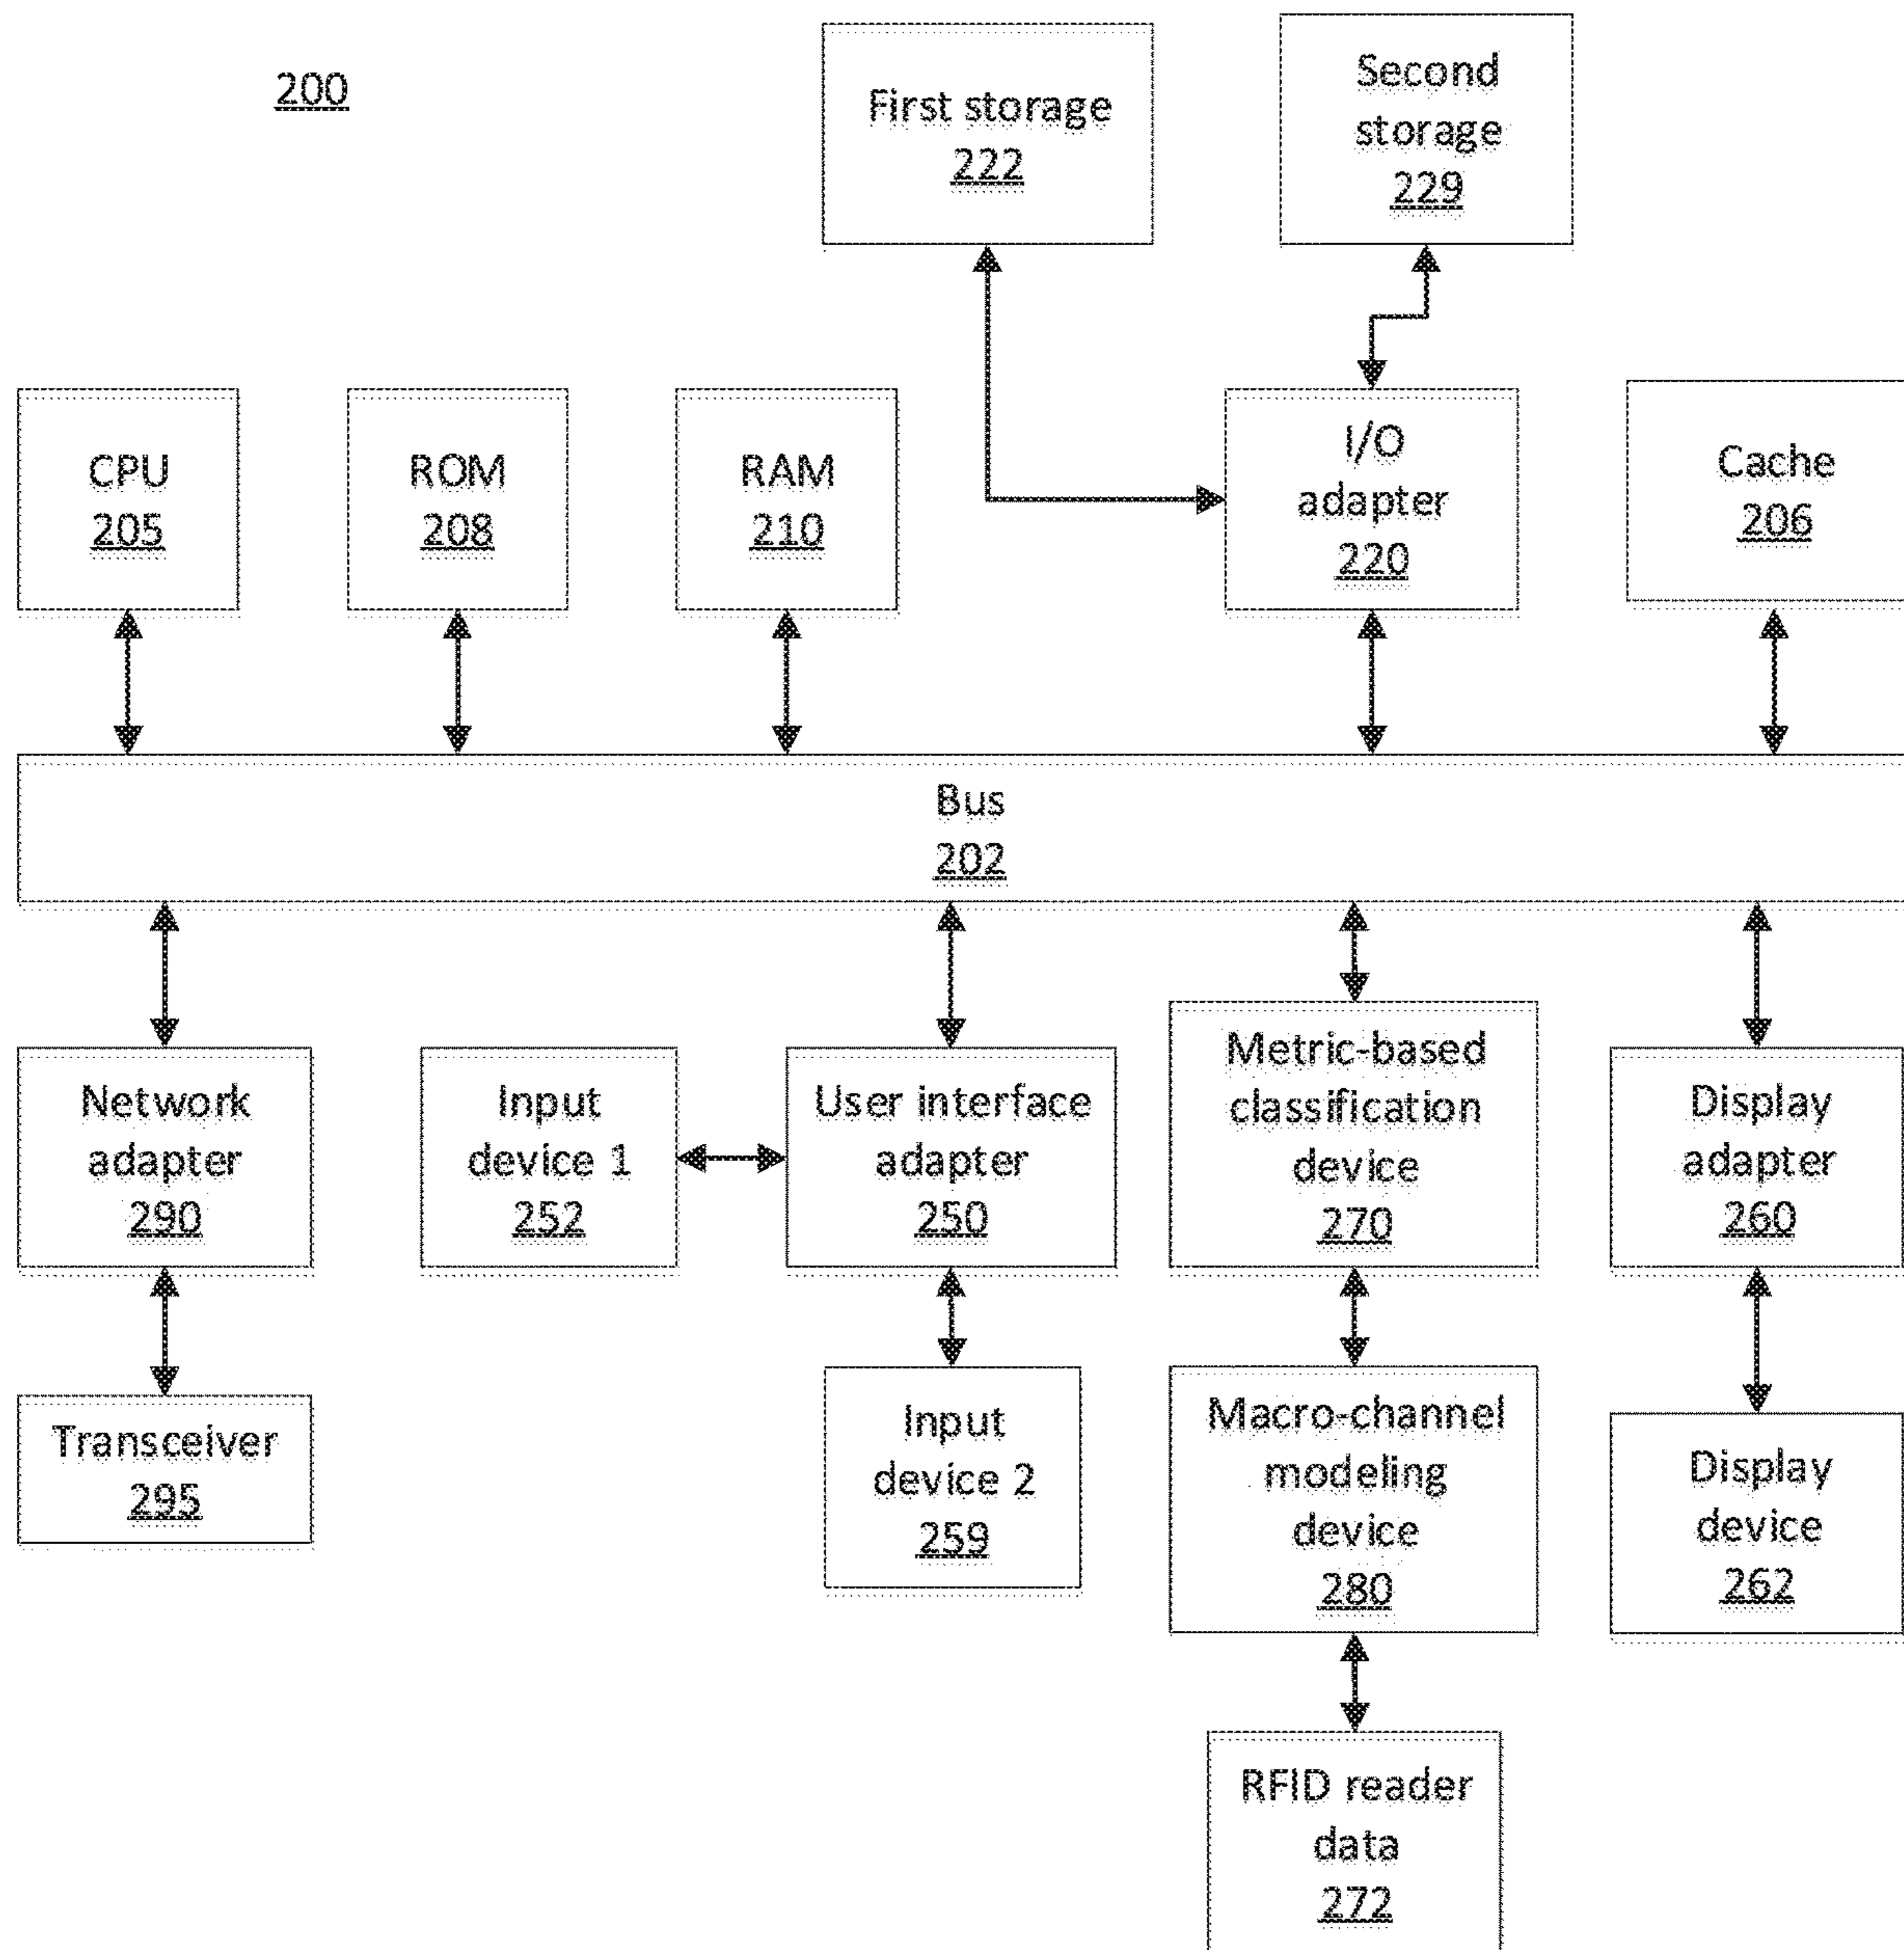 200
First storage
222
Second
storage
229
CPU
205
ROM
208
RAM
210
I/O
adapter
220
Cache
206
Bus
202
Network
adapter
290
Input
device 1
252
User interface
adapter
250
Metric-based
classification
device
270
Display
adapter
260
Transceiver
295
Input
device 2
259
Macro-channel
modeling
device
280
Display
device
262
RFID reader
data
272